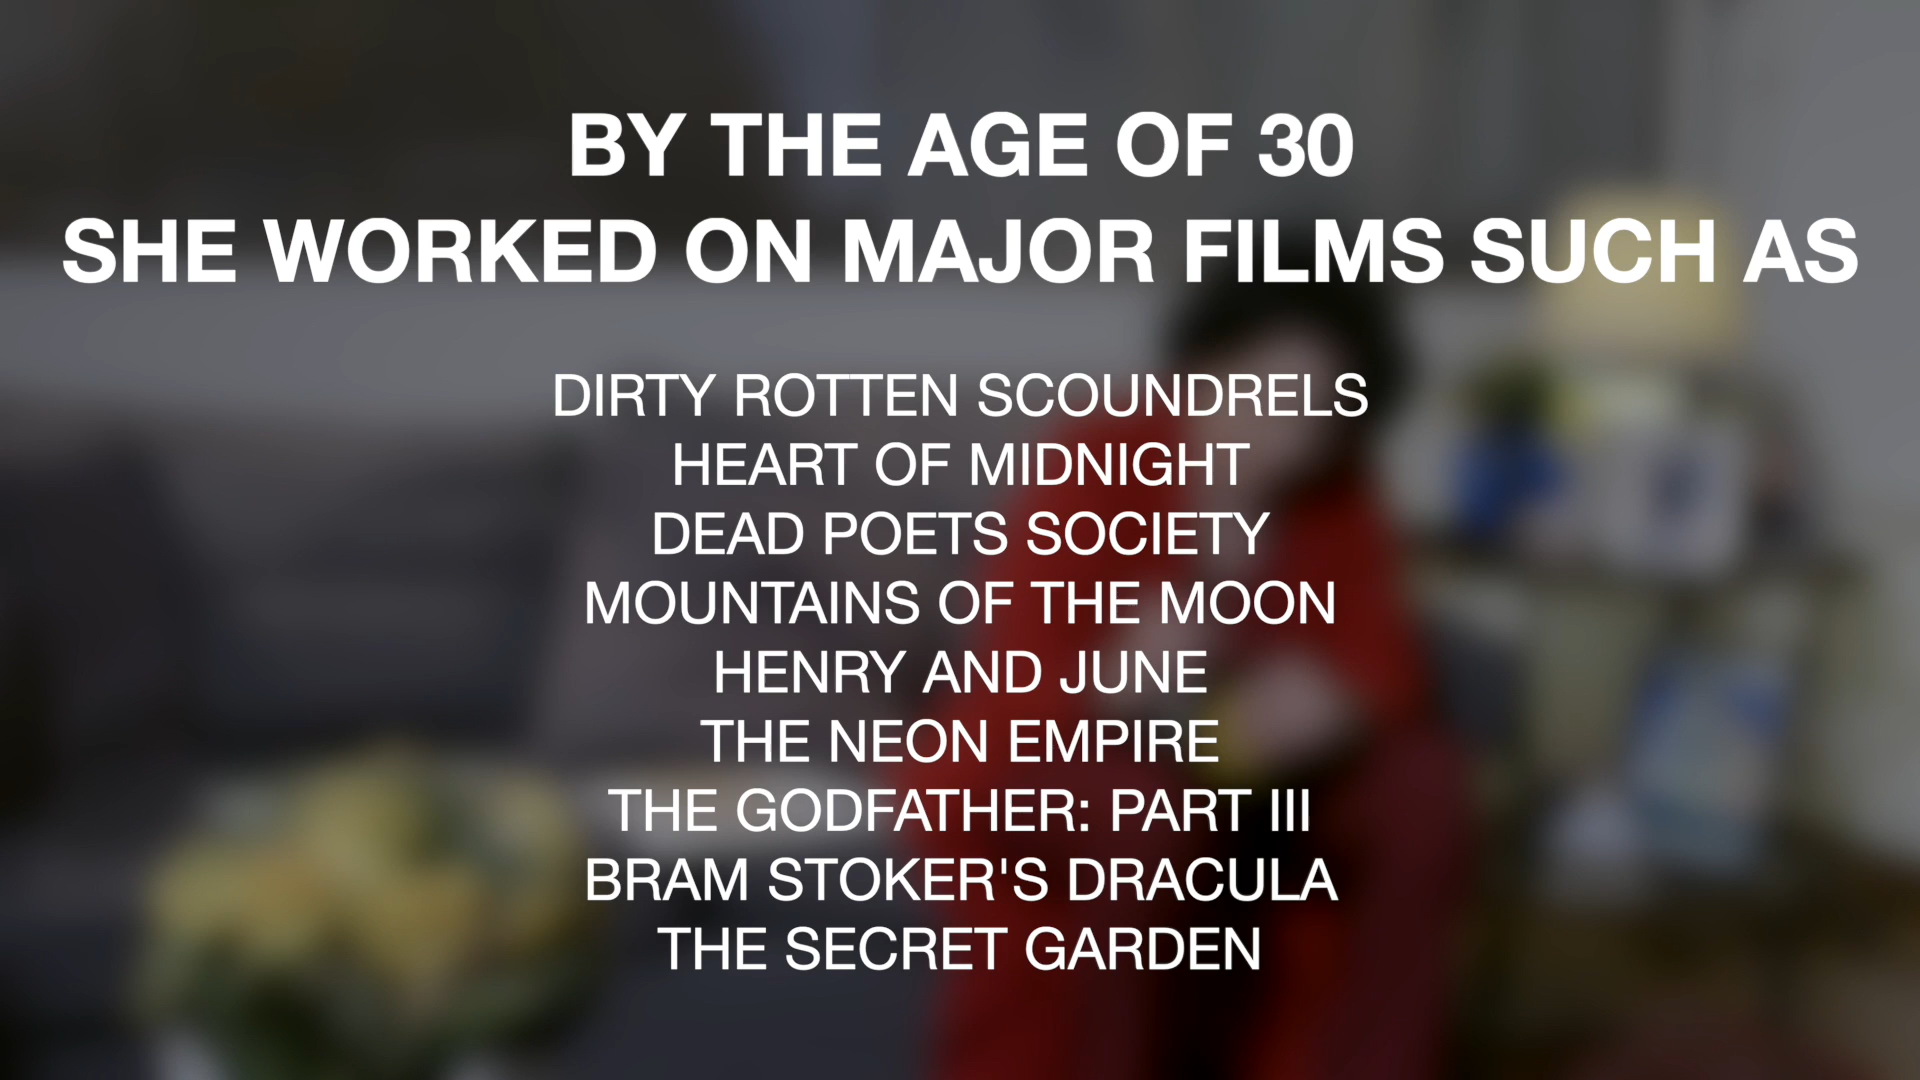 BY THE AGE OF 30
SHE WORKED ON MAJOR FILMS SUCH AS
DIRTY ROTTEN SCOUNDRELS
HEART OF MIDNIGHT
DEAD POETS SOCIETY
MOUNTAINS OF THE MOON
HENRY AND JUNE
THE NEON EMPIRE
THE GODFATHER: PART III
BRAM STOKER'S DRACULA
THE SECRET GARDEN